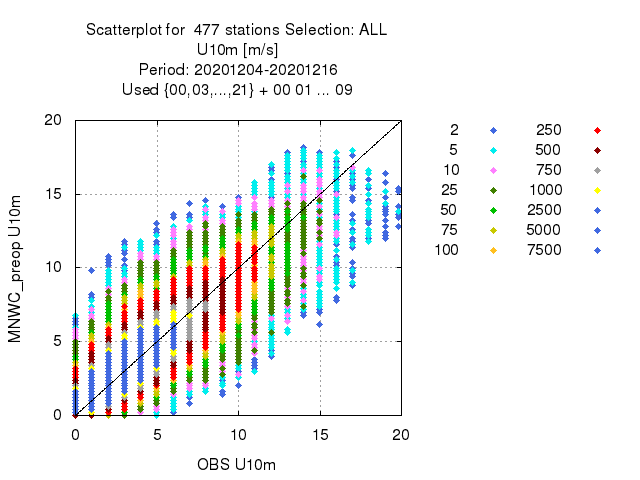 Scatterplot for 477 stations Selection: ALL
U10m [m/s]
Period: 20201204-20201216
Used {00,03,...,21} + 00 01 ... 09
20
15
10
5
0
0 5 10 15 20
MNWC_preop U10m
OBS U10m
2 250
5 500
10 750
25 1000
50 2500
75 5000
100 7500